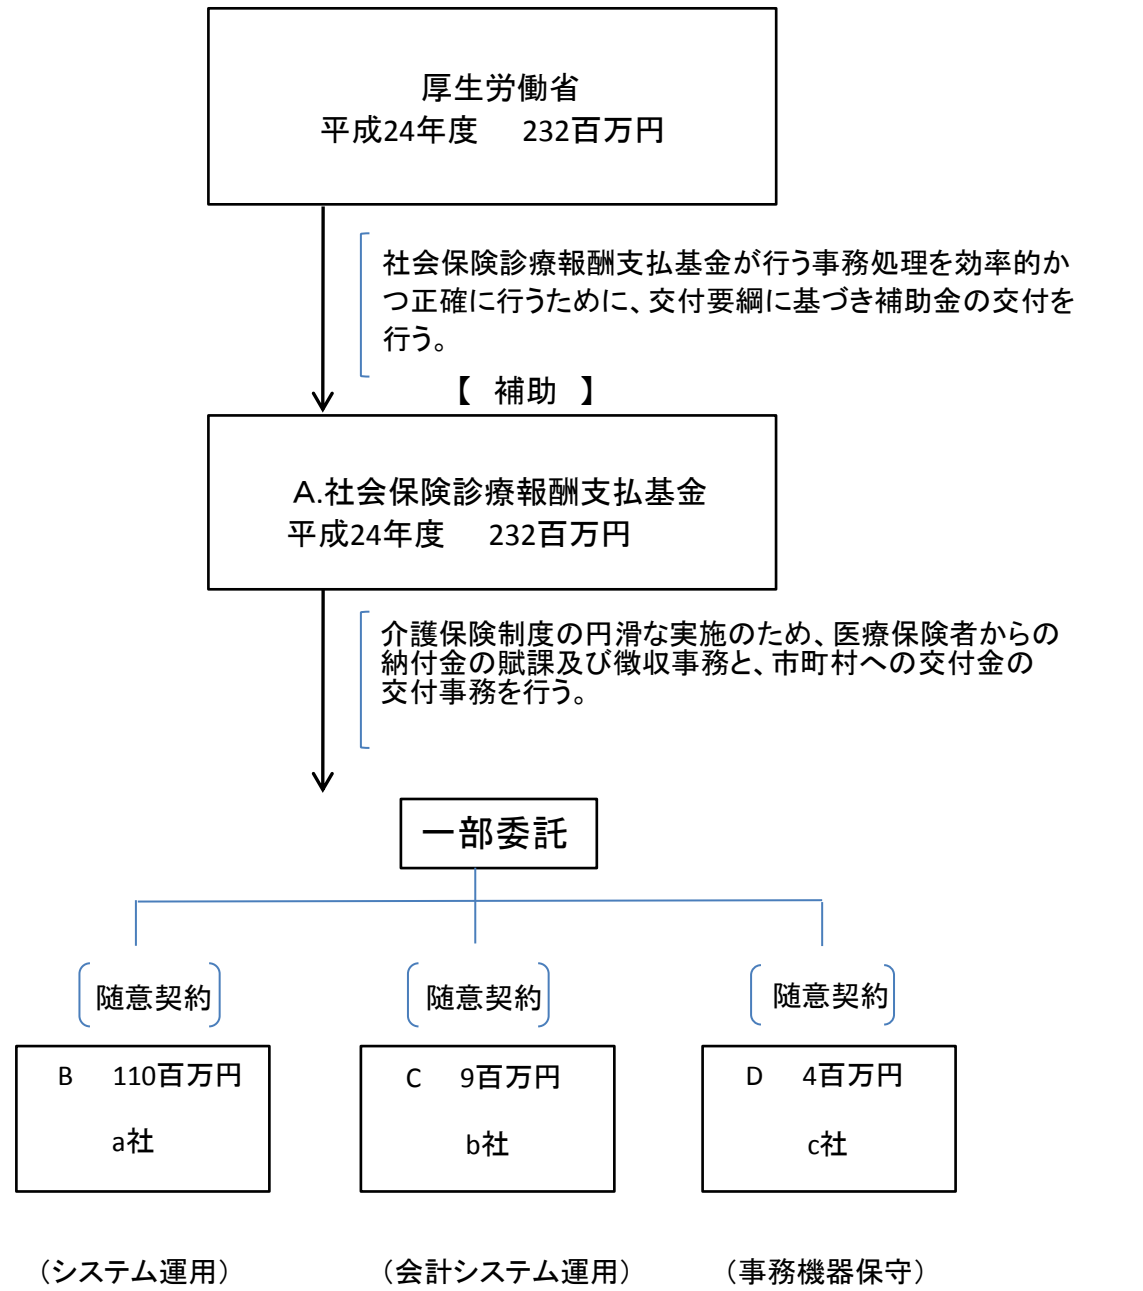 厚生労働省
平成24年度　232百万円
社会保険診療報酬支払基金が行う事務処理を効率的か
つ正確に行うために、交付要綱に基づき補助金の交付を
行う。
【　補助　】
A.社会保険診療報酬支払基金
平成24年度　232百万円
介護保険制度の円滑な実施のため、医療保険者からの
納付金の賦課及び徴収事務と、市町村への交付金の
交付事務を行う。
一部委託
随意契約
随意契約
随意契約
B　110百万円
a社
C　9百万円
b社
D　4百万円
c社
（システム運用）
（会計システム運用）
（事務機器保守）